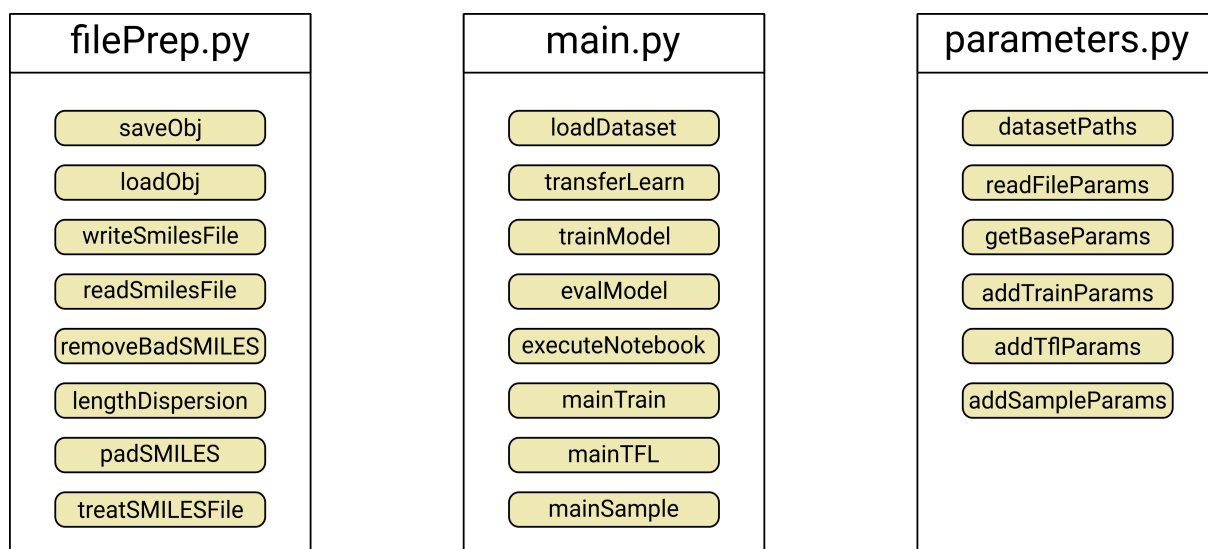 filePrep.py
saveObj
loadObj
writeSmilesFile
readSmilesFile
removeBadSMILES
lengthDispersion
padSMILES
treatSMILESFile
main.py
loadDataset
transferLearn
trainModel
evalModel
executeNotebook
mainTrain
mainTFL
mainSample
parameters.py
datasetPaths
readFileParams
getBaseParams
addTrainParams
addTflParams
addSampleParams